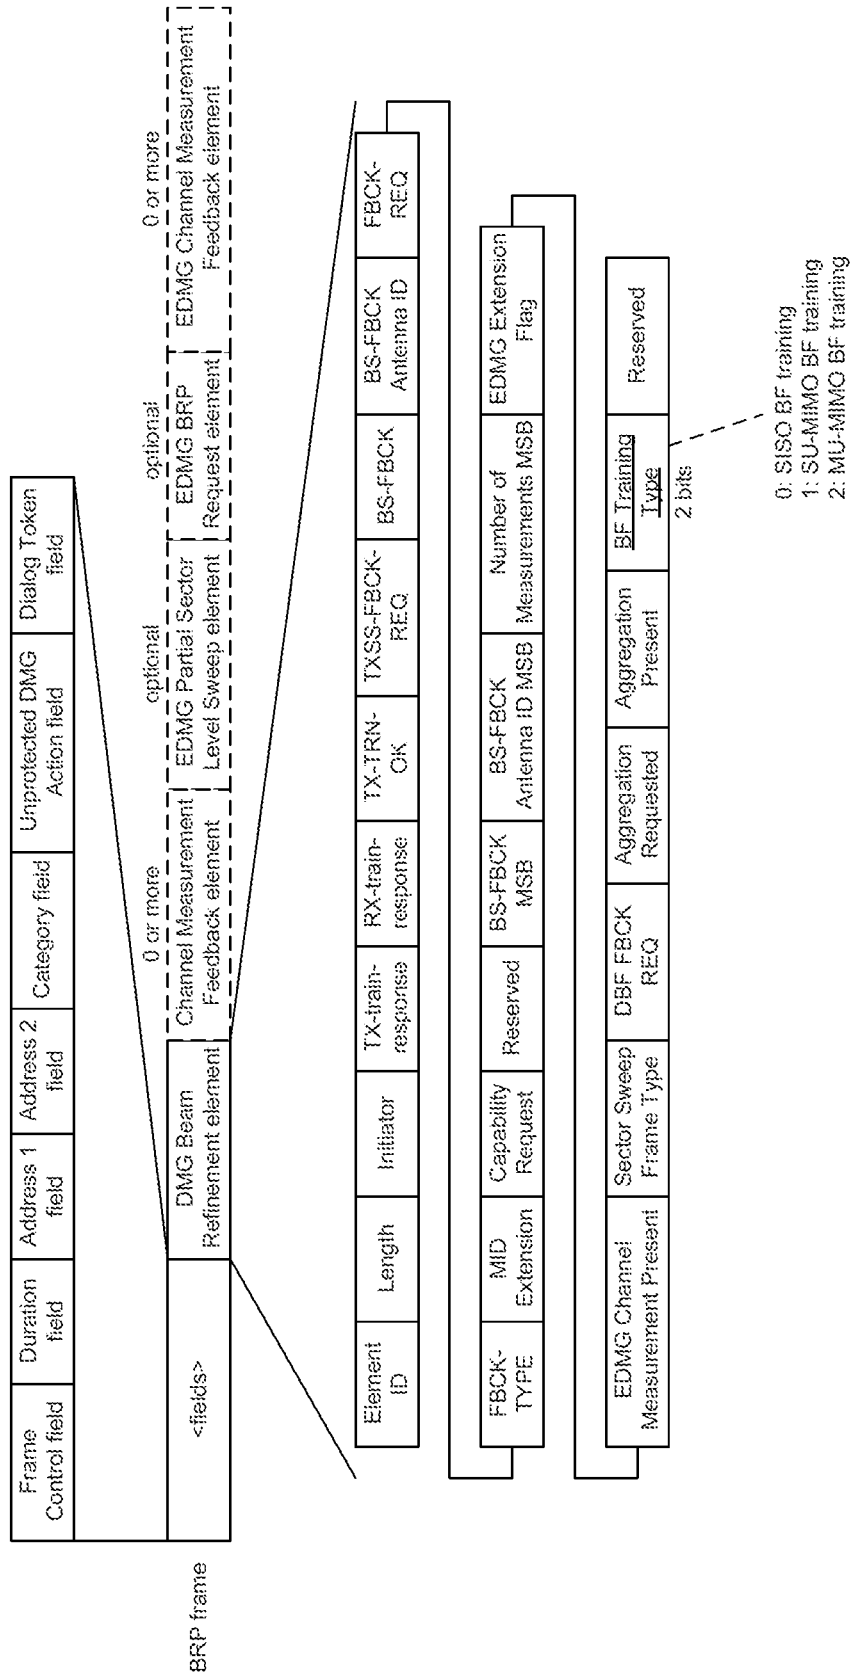 Frame
Control field
Duration
field
Address 1
field
Address 2
field
Category field
Unprotected DMG
Action field
Dialog Token
field
BRP frame
<fields>
DMG Beam
Refinement element
0 or more
Channel Measurement
Feedback element
optional
EDMG Partial Sector
Level Sweep element
optional
EDMG BRP
Request element
0 or more
EDMG Channel Measurement
Feedback element
Element
ID
Length
Initiator
TX-train-
response
RX-train-
response
TX-TRN-
OK
TXSS-FBCK-
REQ
BS-FBCK
BS-FBCK
Antenna ID
FBCK-
REQ
FBCK-
TYPE
MID
Extension
Capability
Request
Reserved
BS-FBCK
MSB
BS-FBCK
Antenna ID MSB
Number of
Measurements MSB
EDMG Extension
Flag
EDMG Channel
Measurement Present
Sector Sweep
Frame Type
DBF FBCK
REQ
Aggregation
Requested
Aggregation
Present
BF Training
Type
2 bits
Reserved
0: SISO BF training
1: SU-MIMO BF training
2: MU-MIMO BF training